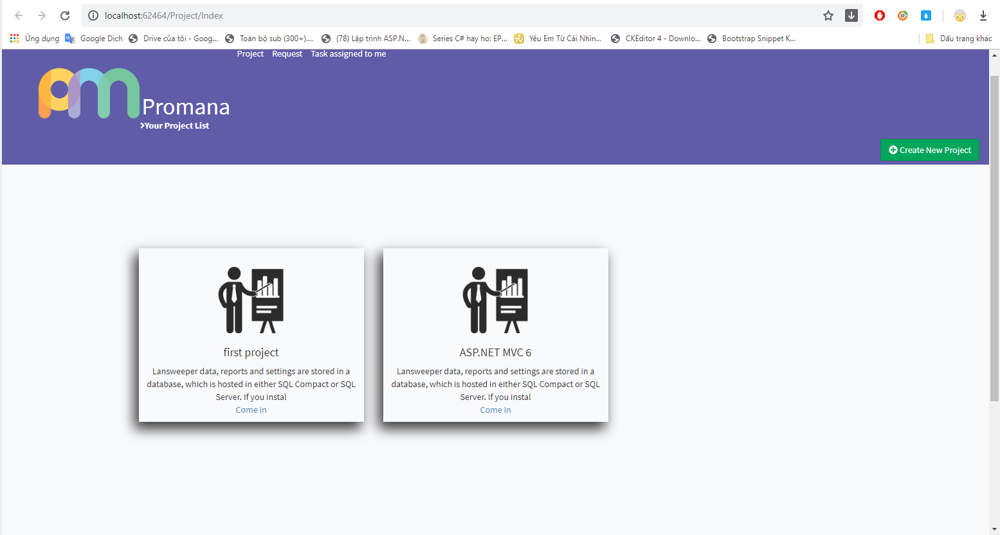 localhost:62464/Project/Index
Ứng dụng Google Dịch Drive của tôi - Goog... Toàn bộ sub (300+).... (78) Lập trình ASP.N... Series C# hay ho: EP... Yêu Em Từ Cái Nhìn... CKEditor 4 - Downlo... Bootstrap Snippet K... Dấu trang khác
Project Request Task assigned to me
pm Promana
Your Project List
Create New Project
first project
Lansweeper data, reports and settings are stored in a
database, which is hosted in either SQL Compact or SQL
Server. If you instal
Come in
ASP.NET MVC 6
Lansweeper data, reports and settings are stored in a
database, which is hosted in either SQL Compact or SQL
Server. If you instal
Come in